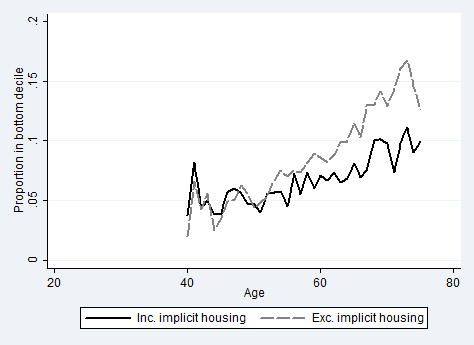 .2
.15
.1
.05
0
Proportion in bottom decile
20 40 60 80
Age
Inc. implicit housing Exc. implicit housing